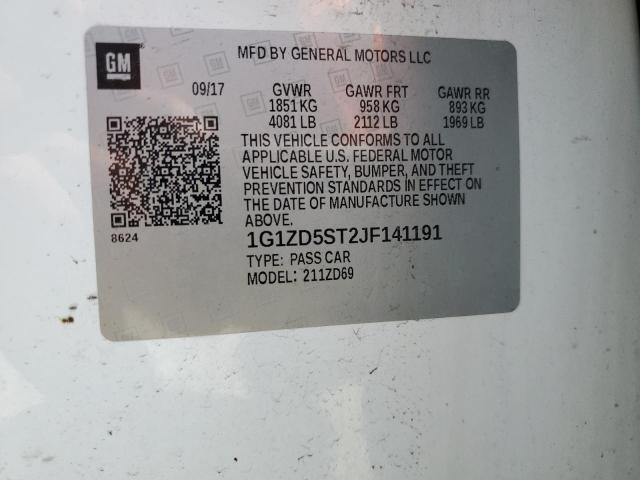 GM
MFD BY GENERAL MOTORS LLC
09/17 GVWR GAWR FRT GAWR RR
1851 KG 958 KG 893 KG
4081 LB 2112 LB 1969 LB
THIS VEHICLE CONFORMS TO ALL
APPLICABLE U.S. FEDERAL MOTOR
VEHICLE SAFETY, BUMPER, AND THEFT
PREVENTION STANDARDS IN EFFECT ON
THE DATE OF MANUFACTURE SHOWN
ABOVE.
8624
1G1ZD5ST2JF141191
TYPE: PASS CAR
MODEL: 211ZD69